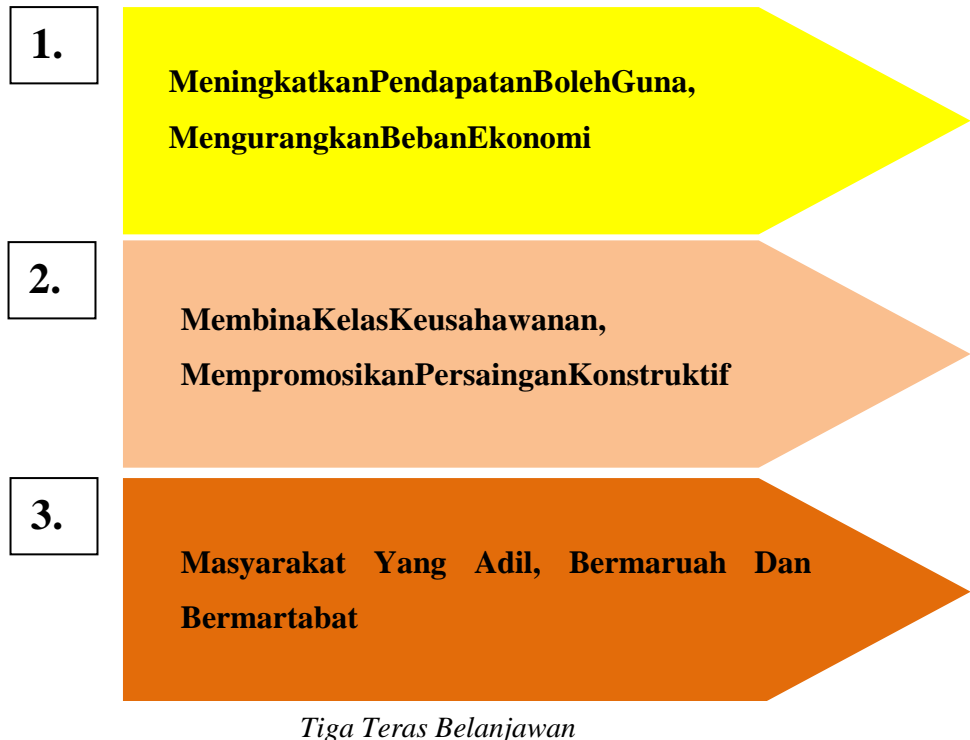 1.
MeningkatkanPendapatanBolehGuna,
MengurangkanBebanEkonomi
2.
MembinaKelasKeusahawanan,
MempromosikanPersainganKonstruktif
3.
Masyarakat Yang Adil, Bermaruah Dan
Bermartabat
Tiga Teras Belanjawan